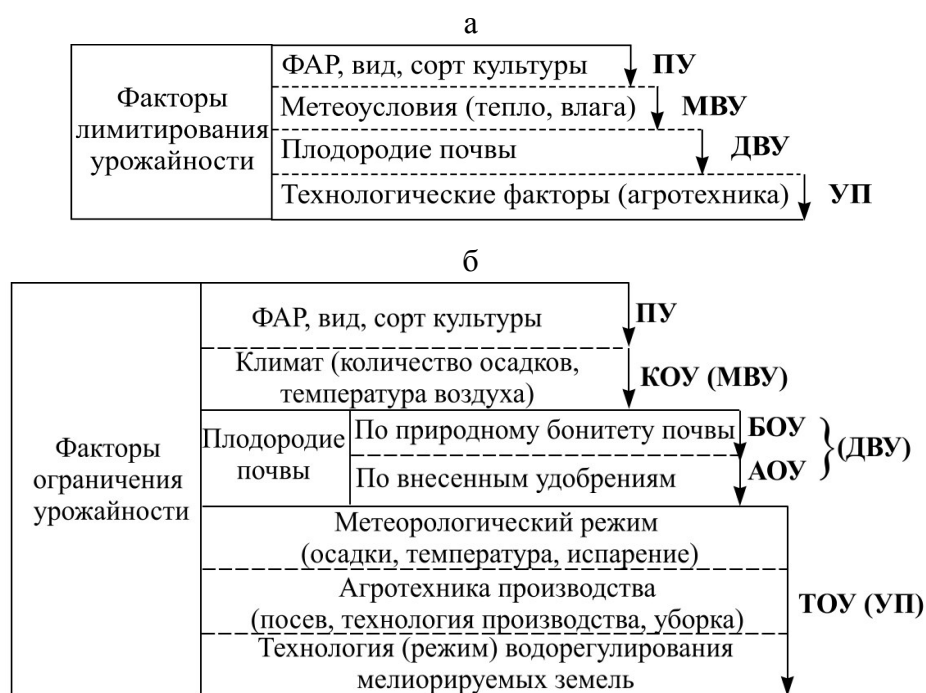 а
Факторы
лимитирования
урожайности
ФАР, вид, сорт культуры
ПУ
Метеоусловия (тепло, влага)
МВУ
Плодородие почвы
ДВУ
Технологические факторы (агротехника)
УП
б
Факторы
ограничения
урожайности
ФАР, вид, сорт культуры
ПУ
Климат (количество осадков,
температура воздуха)
КОУ (МВУ)
Плодородие
почвы
По природному бонитету почвы
БОУ
По внесенным удобрениям
АОУ
(ДВУ)
Метеорологический режим
(осадки, температура, испарение)
Агротехника производства
(посев, технология производства, уборка)
Технология (режим) водорегулирования
мелиорируемых земель
ТОУ (УП)